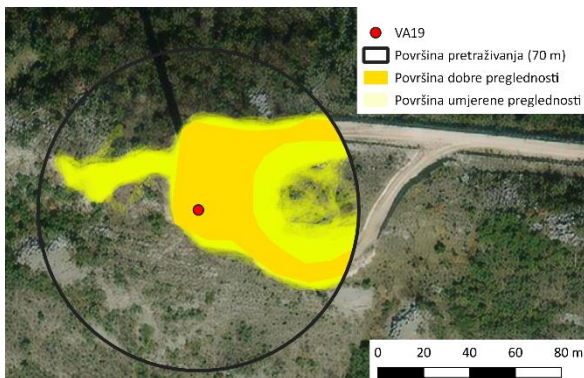 VA19
Površina pretraživanja (70 m)
Površina dobre preglednosti
Površina umjerene preglednosti
0 20 40 60 80 m